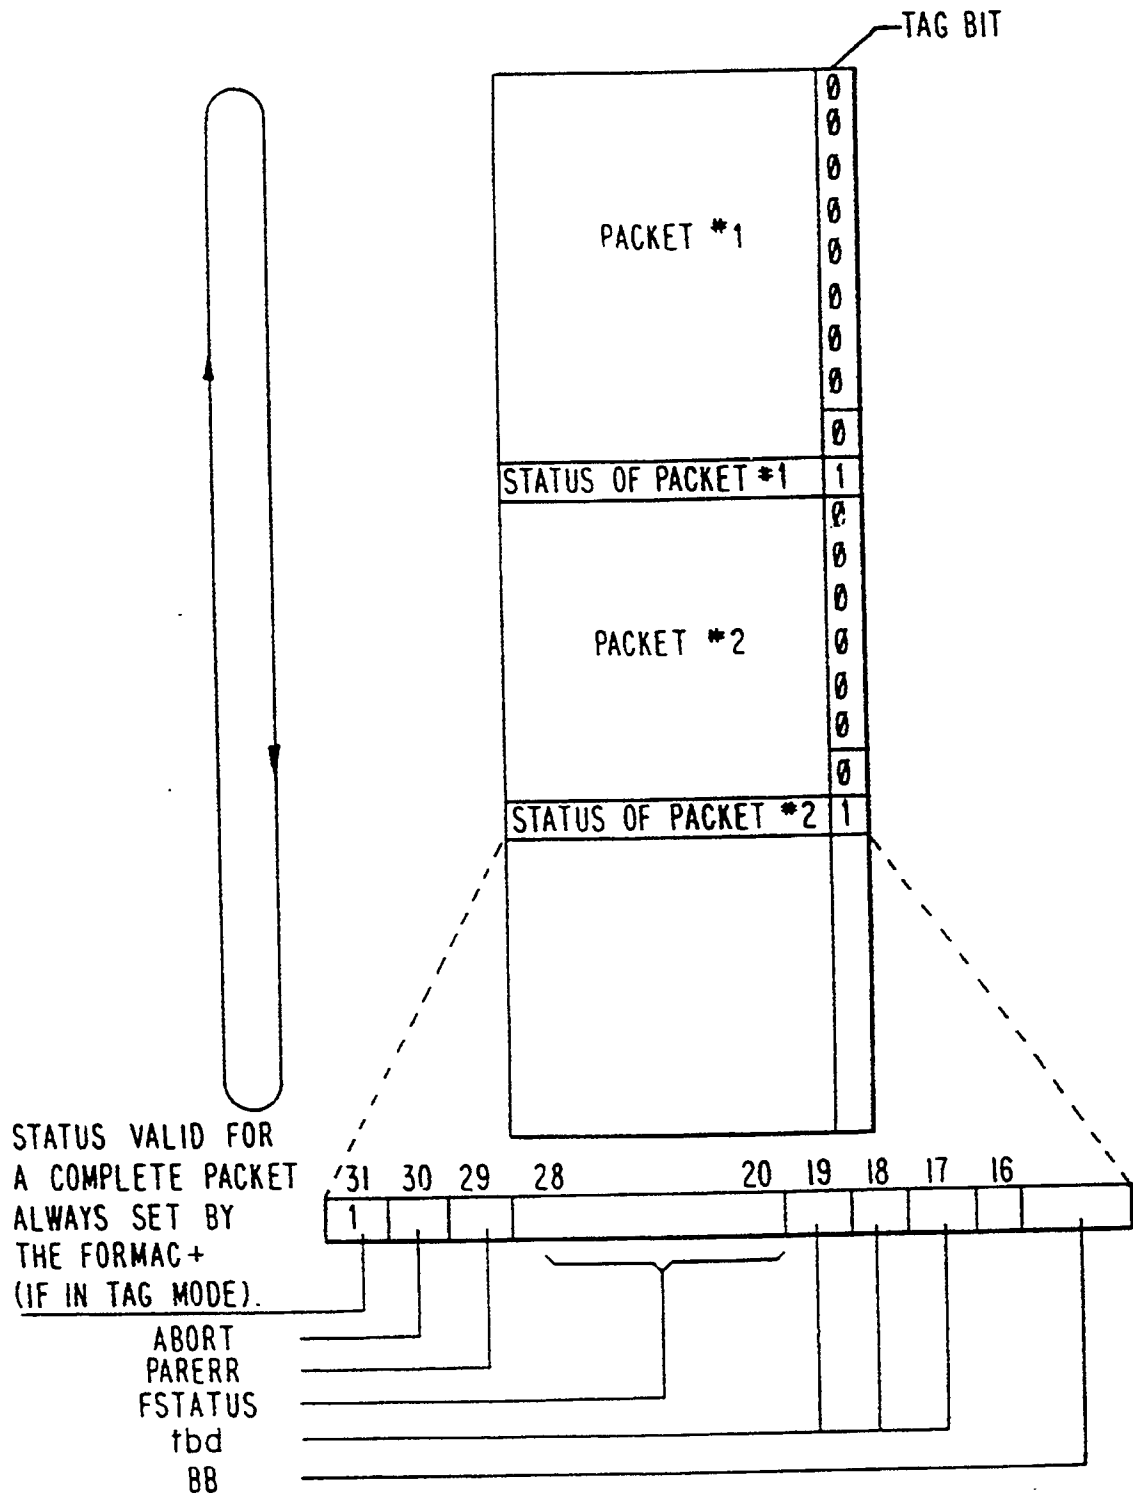 TAG BIT
0
0
0
0
PACKET #1
0
0
0
0
0
STATUS OF PACKET #1 1
0
0
0
PACKET #2
0
0
0
0
STATUS OF PACKET #2 1
STATUS VALID FOR
A COMPLETE PACKET
ALWAYS SET BY
THE FORMAC+
(IF IN TAG MODE).
31 30 29 28 20 19 18 17 16
1
ABORT
PARERR
FSTATUS
tbd
BB